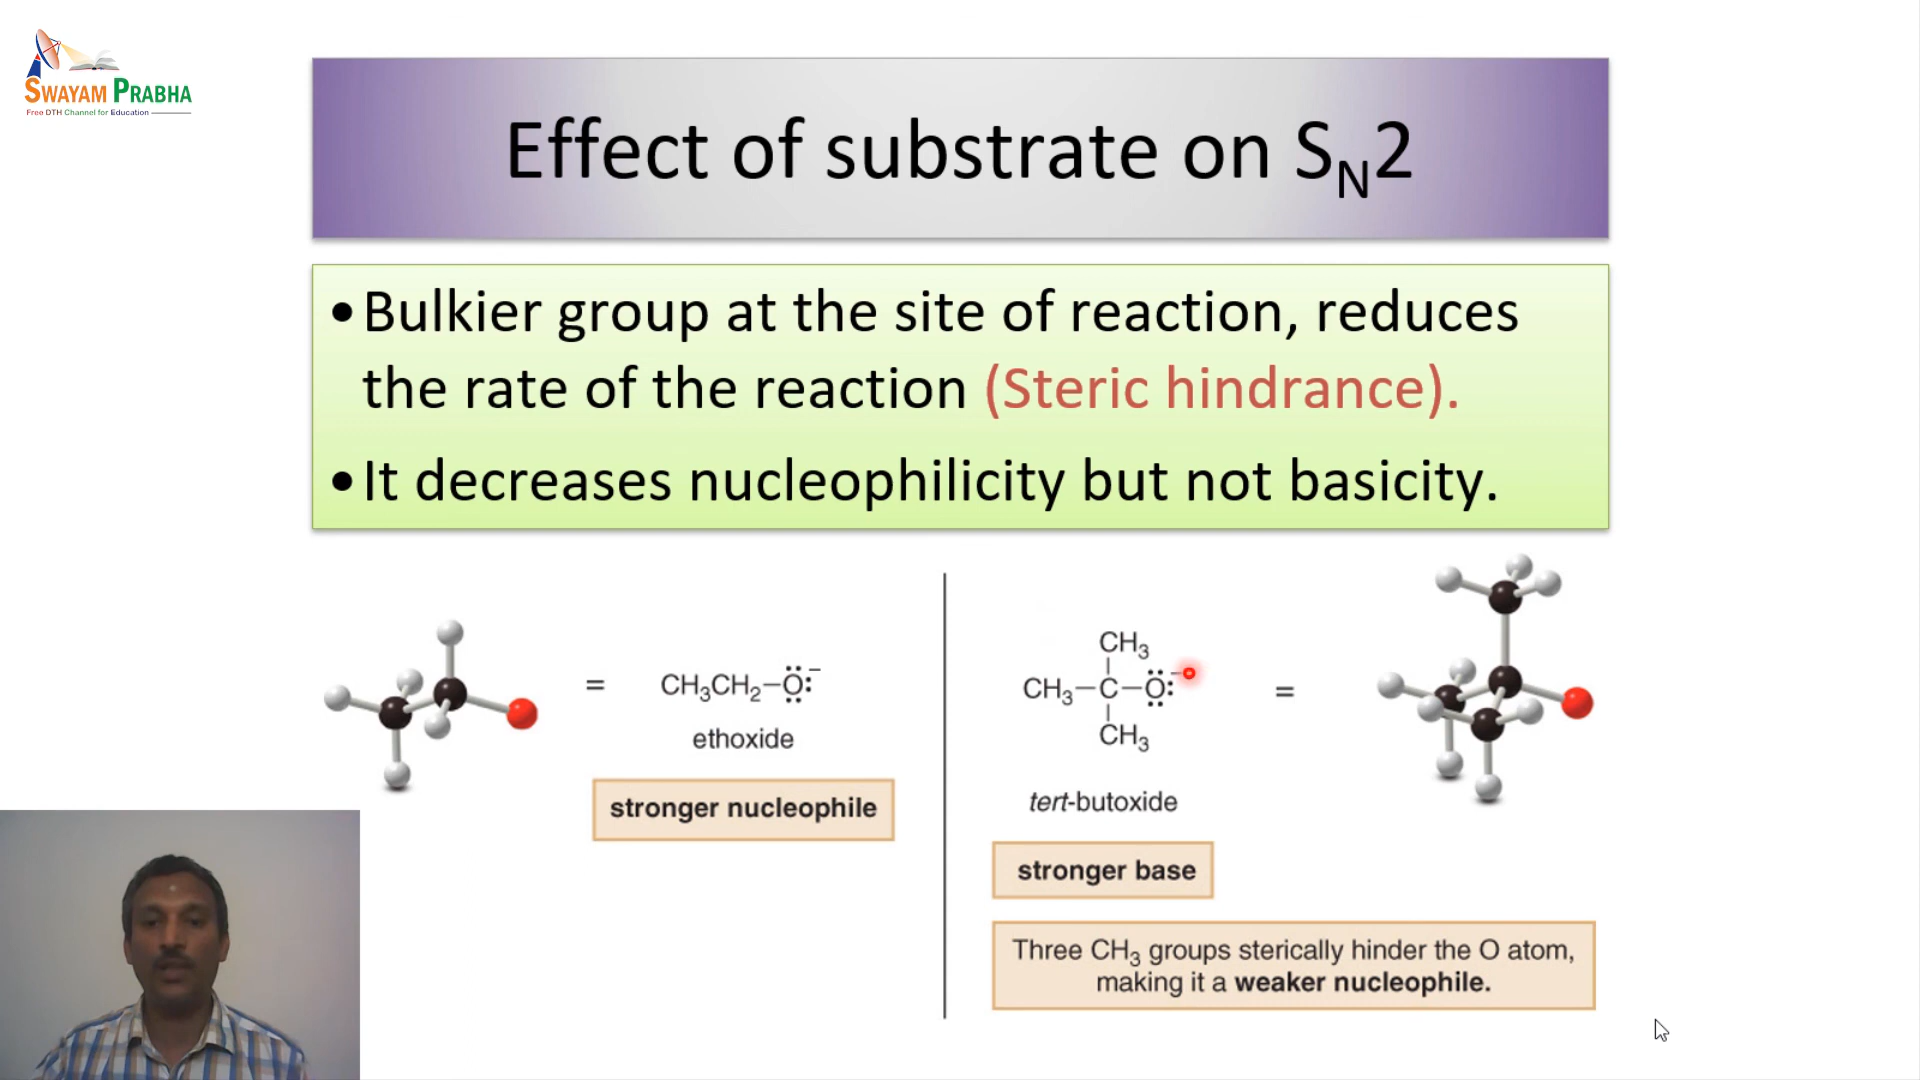 SWAYAM PRABHA
Free DTH Channel for Education
Effect of substrate on SN2
•Bulkier group at the site of reaction, reduces
the rate of the reaction (Steric hindrance).
•It decreases nucleophilicity but not basicity.
= CH3CH2–O:−
ethoxide
stronger nucleophile
CH3
CH3–C–O:− =
CH3
tert-butoxide
stronger base
Three CH3 groups sterically hinder the O atom,
making it a weaker nucleophile.